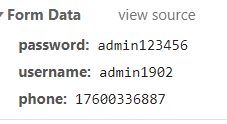 Form Data view source
password: admin123456
username: admin1902
phone: 17600336887